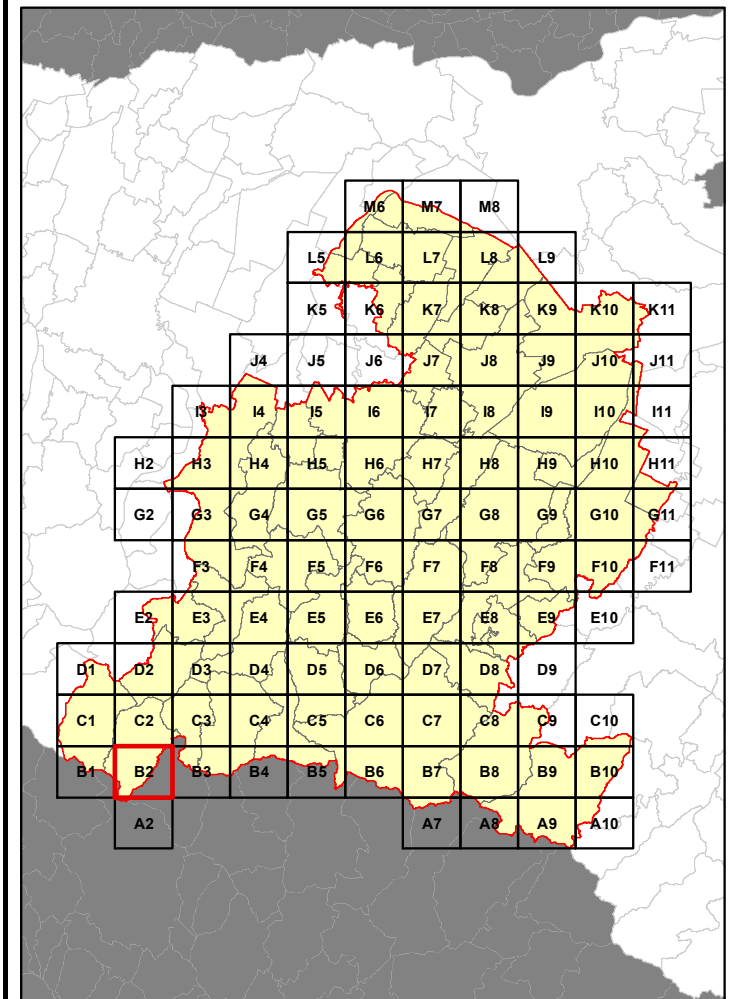 M6 M7 M8
L5 L6 L7 L8 L9
K5 K6 K7 K8 K9 K10 K11
J4 J5 J6 J7 J8 J9 J10 J11
I3 I4 I5 I6 I7 I8 I9 I10 I11
H2 H3 H4 H5 H6 H7 H8 H9 H10 H11
G2 G3 G4 G5 G6 G7 G8 G9 G10 G11
F3 F4 F5 F6 F7 F8 F9 F10 F11
E2 E3 E4 E5 E6 E7 E8 E9 E10
D1 D2 D3 D4 D5 D6 D7 D8 D9
C1 C2 C3 C4 C5 C6 C7 C8 C9 C10
B1 B2 B3 B4 B5 B6 B7 B8 B9 B10
A2 A7 A8 A9 A10